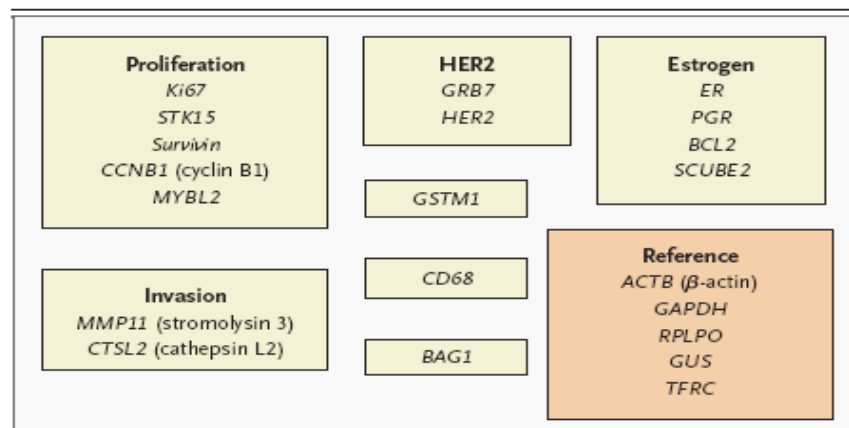 Proliferation
Ki67
STK15
Survivin
CCNB1 (cyclin B1)
MYBL2
HER2
GRB7
HER2
Estrogen
ER
PGR
BCL2
SCUBE2
GSTM1
CD68
BAG1
Invasion
MMP11 (stromolysin 3)
CTSL2 (cathepsin L2)
Reference
ACTB (β-actin)
GAPDH
RPLPO
GUS
TFRC